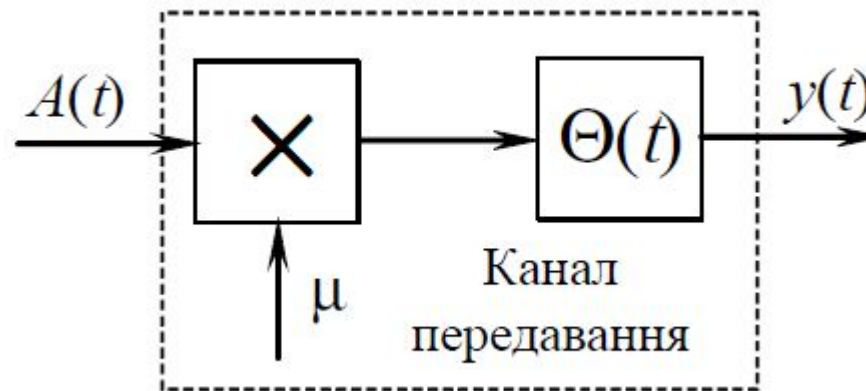 A(t)
×
Θ(t)
y(t)
μ
Канал
передавання